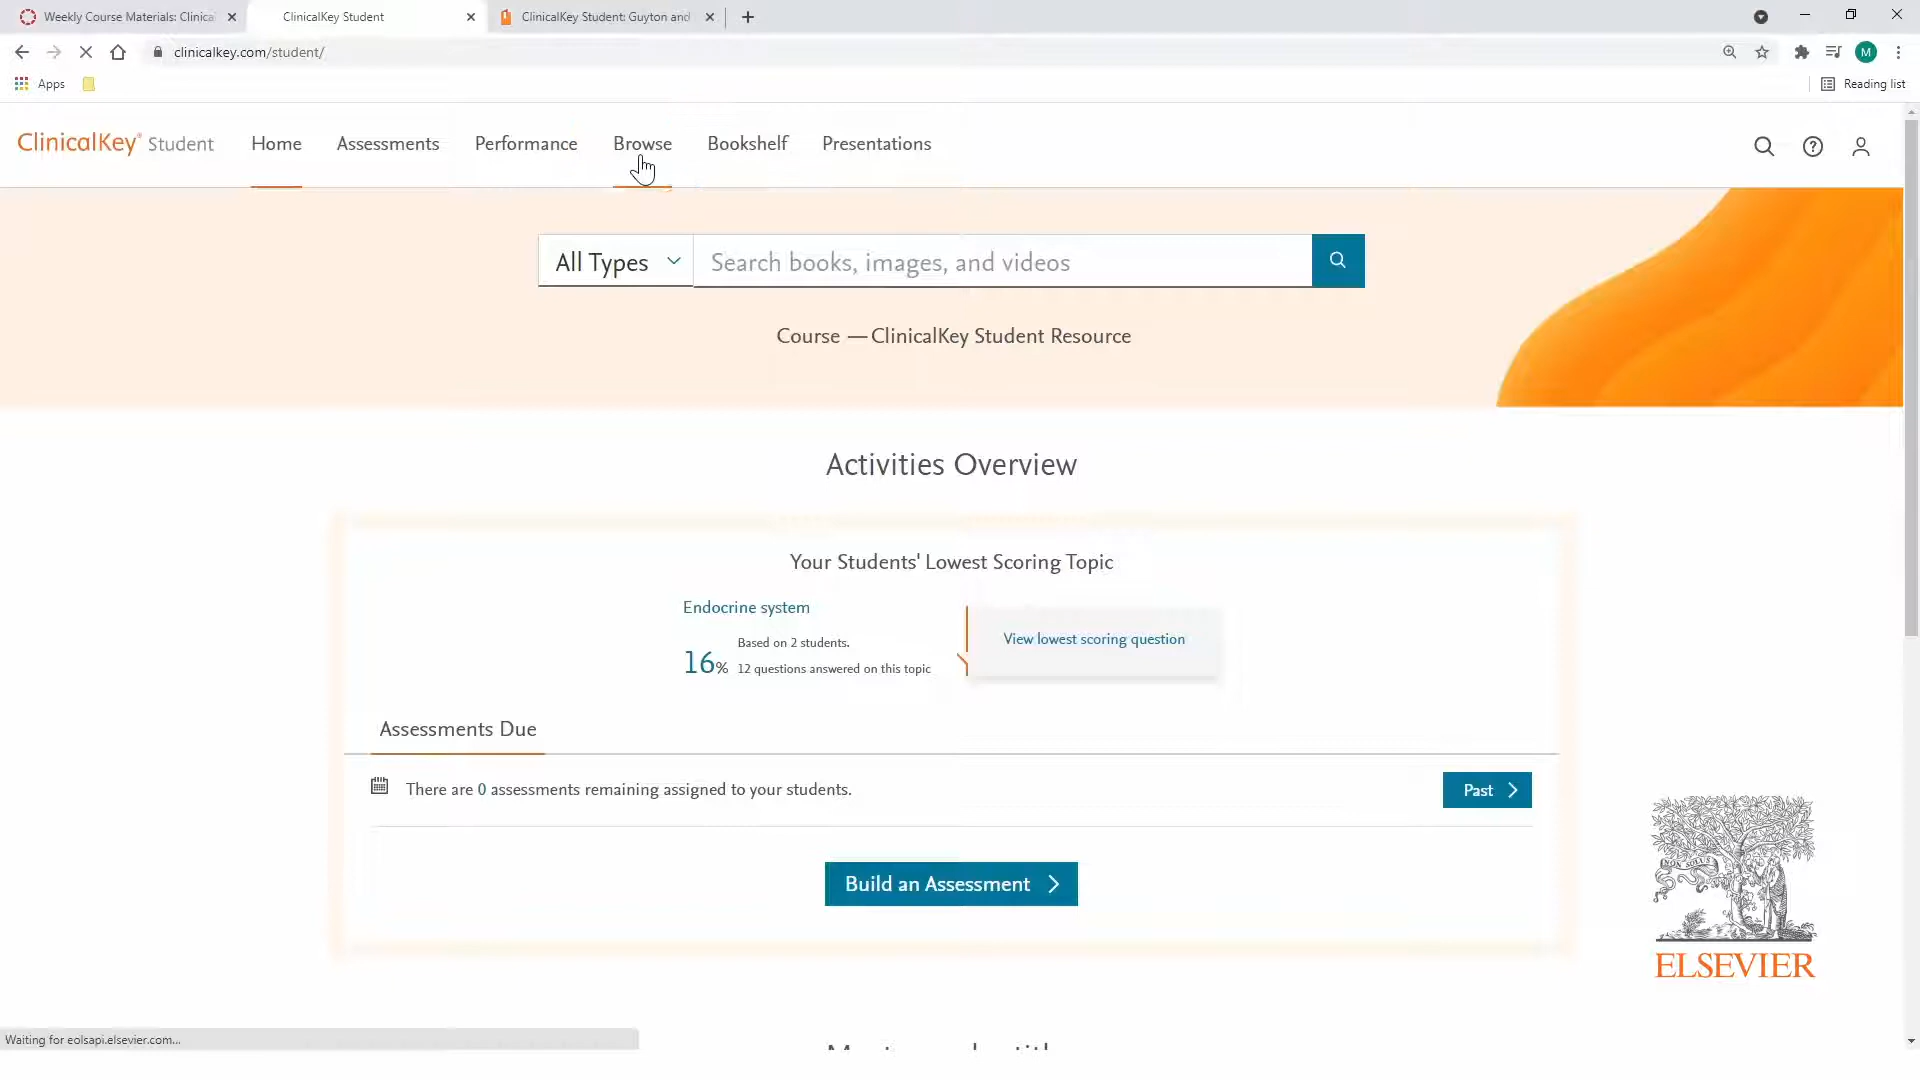 Weekly Course Materials: Clinica
ClinicalKey Student
ClinicalKey Student: Guyton and
clinicalkey.com/student/
M
Apps
Reading list
ClinicalKey® Student
Home
Assessments
Performance
Browse
Bookshelf
Presentations
All Types
Search books, images, and videos
Course — ClinicalKey Student Resource
Activities Overview
Your Students' Lowest Scoring Topic
Endocrine system
16%
Based on 2 students.
12 questions answered on this topic
View lowest scoring question
Assessments Due
There are 0 assessments remaining assigned to your students.
Past
Build an Assessment
NON SOLUS
ELSEVIER
Waiting for eolsapi.elsevier.com...